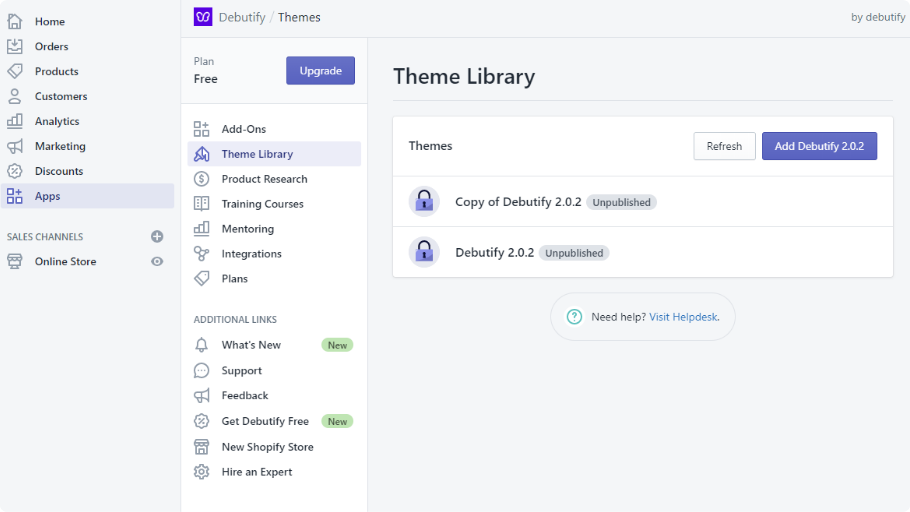 Home
Orders
Products
Customers
Analytics
Marketing
Discounts
Apps
SALES CHANNELS
Online Store
Debutify / Themes
by debutify
Plan
Free
Upgrade
Add-Ons
Theme Library
Product Research
Training Courses
Mentoring
Integrations
Plans
ADDITIONAL LINKS
What's New New
Support
Feedback
Get Debutify Free New
New Shopify Store
Hire an Expert
Theme Library
Themes Refresh Add Debutify 2.0.2
Copy of Debutify 2.0.2 Unpublished
Debutify 2.0.2 Unpublished
Need help? Visit Helpdesk.